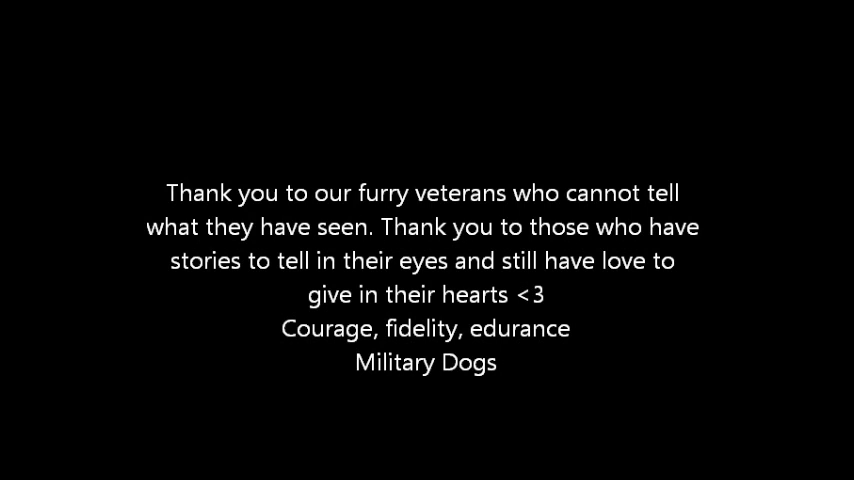 Thank you to our furry veterans who cannot tell
what they have seen. Thank you to those who have
stories to tell in their eyes and still have love to
give in their hearts <3
Courage, fidelity, edurance
Military Dogs